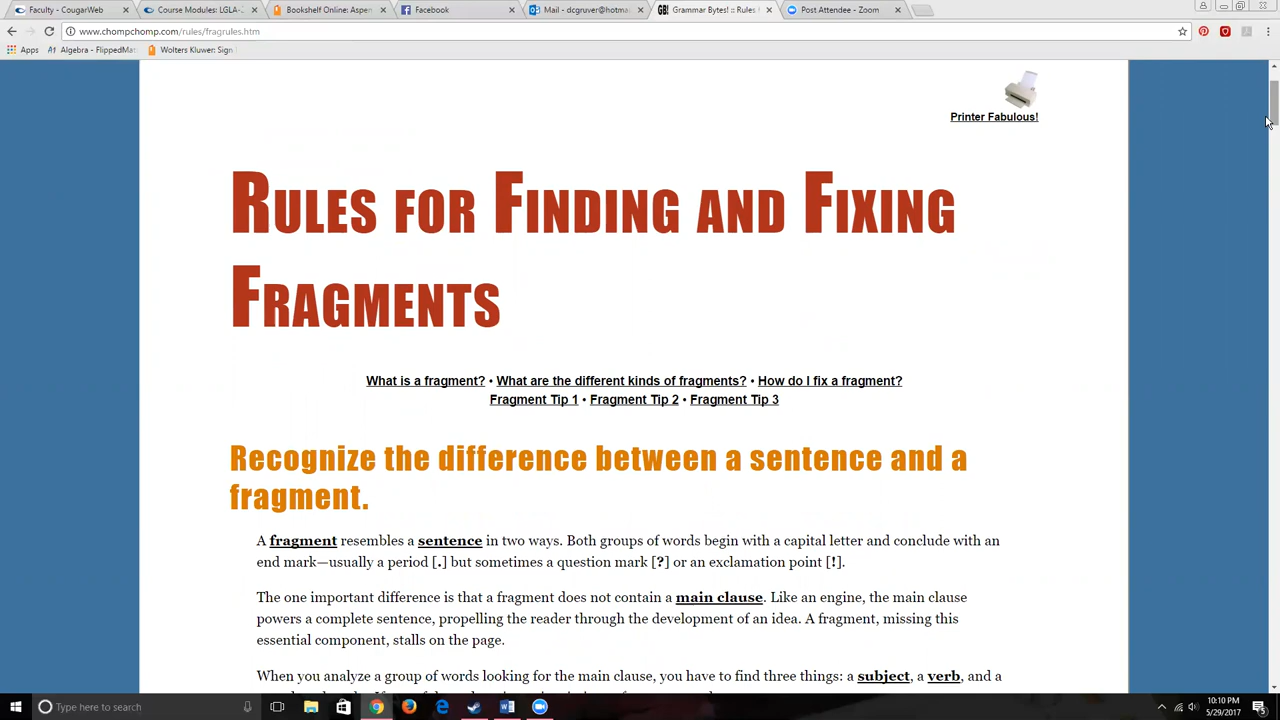 Faculty - CougarWeb
Course Modules: LGLA-
Bookshelf Online: Aspen
Facebook
Mail - dcgruver@hotma
GB! Grammar Bytes! :: Rules
Post Attendee - Zoom
www.chompchomp.com/rules/fragrules.htm
Apps
Algebra - FlippedMat
Wolters Kluwer: Sign
Printer Fabulous!
Rules for Finding and Fixing
Fragments
What is a fragment? • What are the different kinds of fragments? • How do I fix a fragment?
Fragment Tip 1 • Fragment Tip 2 • Fragment Tip 3
Recognize the difference between a sentence and a
fragment.
A fragment resembles a sentence in two ways. Both groups of words begin with a capital letter and conclude with an
end mark—usually a period [.] but sometimes a question mark [?] or an exclamation point [!].
The one important difference is that a fragment does not contain a main clause. Like an engine, the main clause
powers a complete sentence, propelling the reader through the development of an idea. A fragment, missing this
essential component, stalls on the page.
When you analyze a group of words looking for the main clause, you have to find three things: a subject, a verb, and a
Type here to search
10:10 PM
5/29/2017